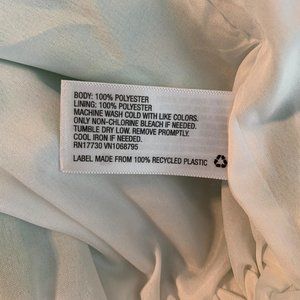 BODY: 100% POLYESTER
LINING: 100% POLYESTER
MACHINE WASH COLD WITH LIKE COLORS.
ONLY NON-CHLORINE BLEACH IF NEEDED.
TUMBLE DRY LOW. REMOVE PROMPTLY.
COOL IRON IF NEEDED.
RN17730 VN1068795
LABEL MADE FROM 100% RECYCLED PLASTIC